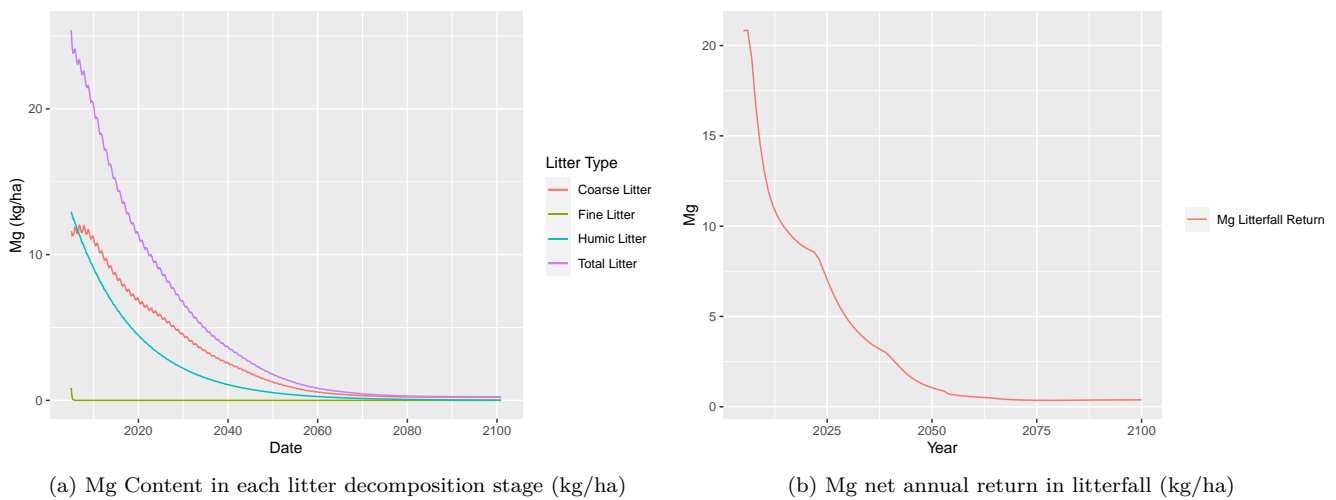 20
10
0
Mg (kg/ha)
2020
2040
2060
2080
2100
Date
Litter Type
Coarse Litter
Fine Litter
Humic Litter
Total Litter
(a) Mg Content in each litter decomposition stage (kg/ha)
20
15
10
5
0
Mg
2025
2050
2075
2100
Year
Mg Litterfall Return
(b) Mg net annual return in litterfall (kg/ha)